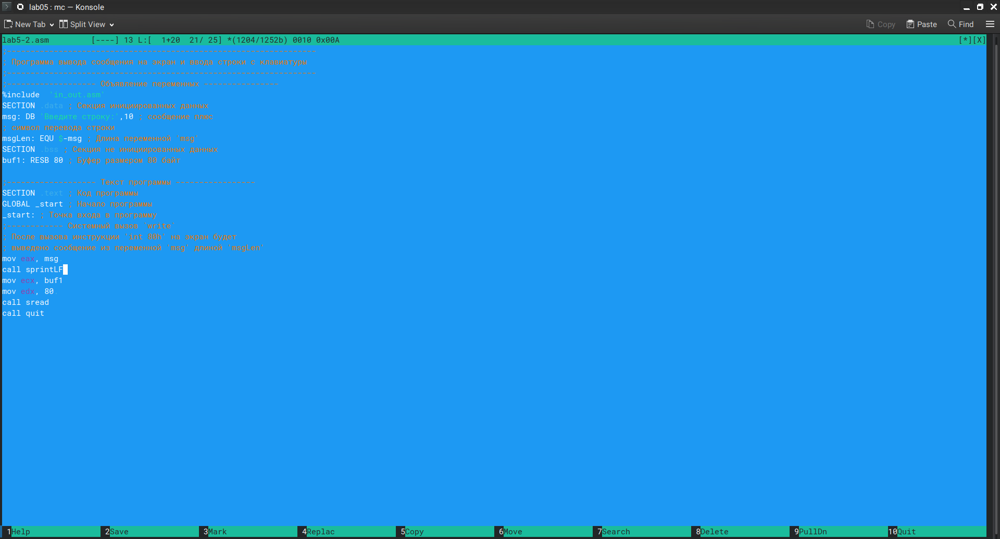 lab05 : mc — Konsole
New Tab Split View Copy Paste Find
lab5-2.asm [----] 13 L:[ 1+20 21/ 25] *(1204/1252b) 0010 0x00A [*][X]
;------------------------------------------------------------------
; Программа вывода сообщения на экран и ввода строки с клавиатуры
;------------------------------------------------------------------
;------------------- Объявление переменных ----------------
%include 'in_out.asm'
SECTION .data ; Секция инициированных данных
msg: DB 'Введите строку:',10 ; сообщение плюс
; символ перевода строки
msgLen: EQU $-msg ; Длина переменной 'msg'
SECTION .bss ; Секция не инициированных данных
buf1: RESB 80 ; Буфер размером 80 байт
;------------------- Текст программы -----------------
SECTION .text ; Код программы
GLOBAL _start ; Начало программы
_start: ; Точка входа в программу
;------------ Системный вызов `write`
; После вызова инструкции 'int 80h' на экран будет
; выведено сообщение из переменной 'msg' длиной 'msgLen'
mov eax, msg
call sprintLF
mov ecx, buf1
mov edx, 80
call sread
call quit
1Help 2Save 3Mark 4Replac 5Copy 6Move 7Search 8Delete 9PullDn 10Quit